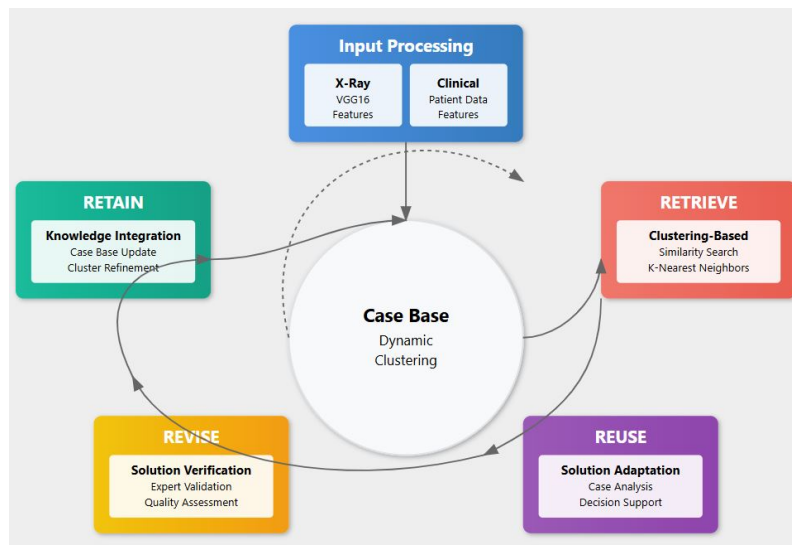 Input Processing
X-Ray
VGG16
Features
Clinical
Patient Data
Features
RETAIN
Knowledge Integration
Case Base Update
Cluster Refinement
RETRIEVE
Clustering-Based
Similarity Search
K-Nearest Neighbors
Case Base
Dynamic
Clustering
REVISE
Solution Verification
Expert Validation
Quality Assessment
REUSE
Solution Adaptation
Case Analysis
Decision Support